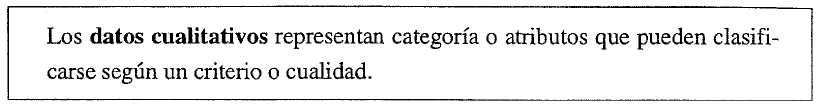 Los datos cualitativos representan categoría o atributos que pueden clasifi-
carse según un criterio o cualidad.